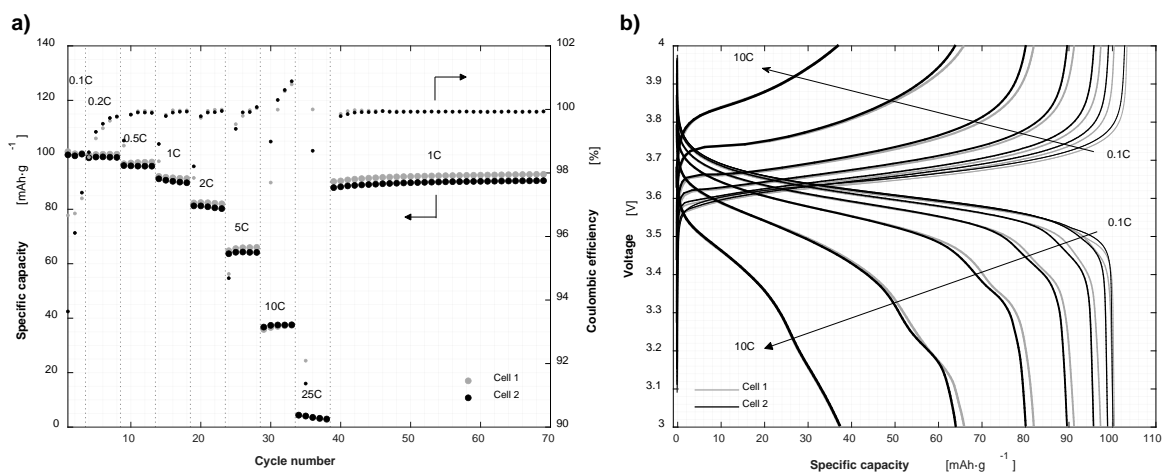 a)
140
120
100
80
60
40
20
0
Specific capacity [mAh·g⁻¹]
10
20
30
40
50
60
70
Cycle number
102
100
98
96
94
92
90
Coulombic efficiency [%]
0.1C
0.2C
0.5C
1C
2C
5C
10C
25C
1C
Cell 1
Cell 2
b)
4
3.9
3.8
3.7
3.6
3.5
3.4
3.3
3.2
3.1
3
Voltage [V]
0
10
20
30
40
50
60
70
80
90
100
110
Specific capacity [mAh·g⁻¹]
10C
0.1C
0.1C
10C
Cell 1
Cell 2